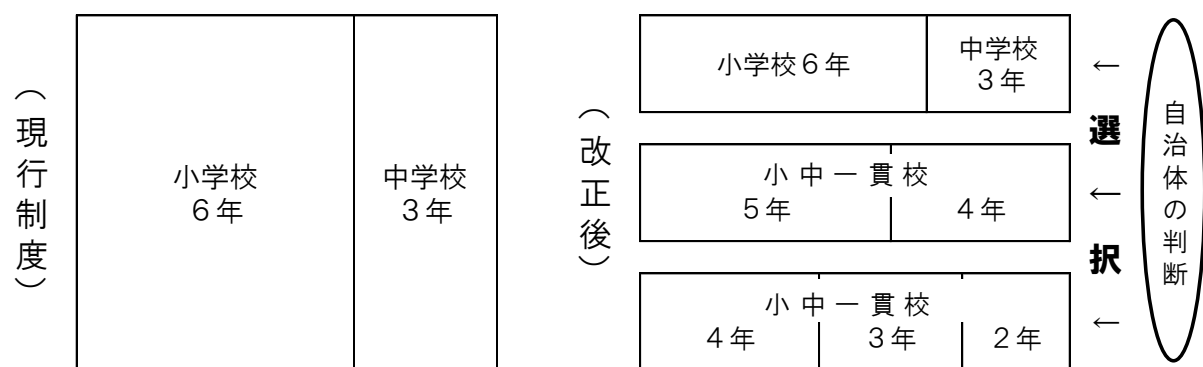 （現行制度）
小学校
６年
中学校
３年
（改正後）
小学校６年
中学校
３年
小中一貫校
５年
４年
小中一貫校
４年
３年
２年
←
選
←
択
←
自治体の判断